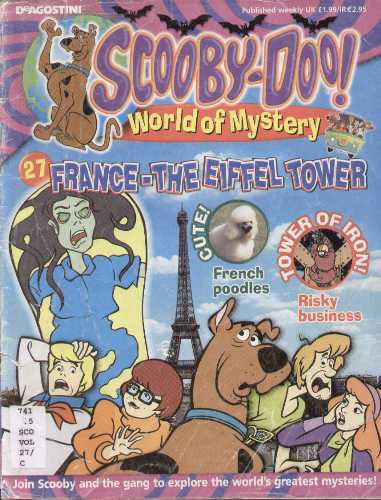 DeAGOSTINI
Published weekly UK £1.99/IR€2.95
SCOOBY-DOO!
World of Mystery
27 FRANCE-THE EIFFEL TOWER
CUTE!
French
poodles
TOWER OF IRON!
Risky
business
741
.5
SCO
VOL
27/
C
Join Scooby and the gang to explore the world's greatest mysteries!